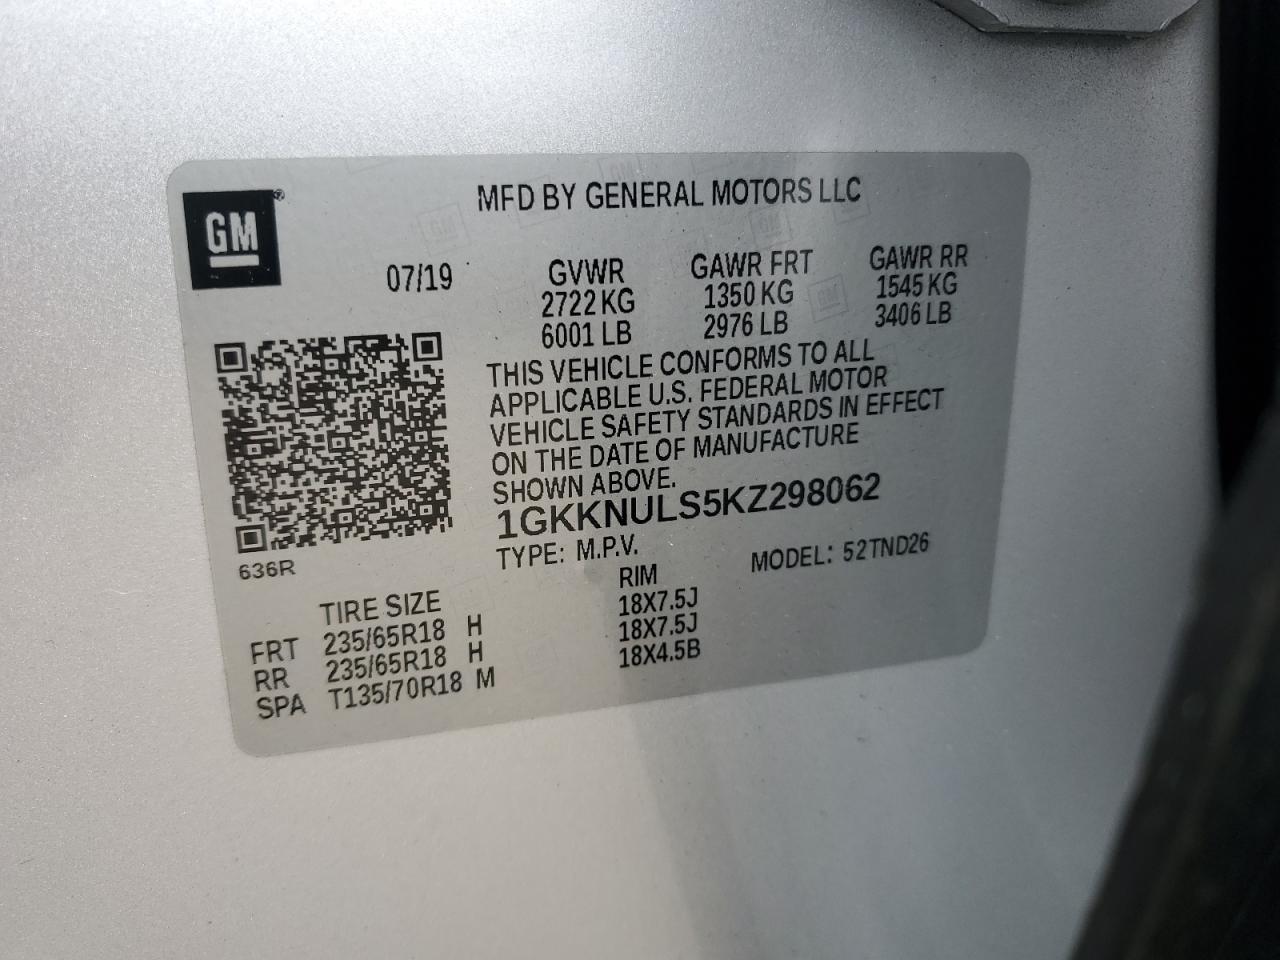 GM®
MFD BY GENERAL MOTORS LLC
07/19
GVWR GAWR FRT GAWR RR
2722 KG 1350 KG 1545 KG
6001 LB 2976 LB 3406 LB
THIS VEHICLE CONFORMS TO ALL
APPLICABLE U.S. FEDERAL MOTOR
VEHICLE SAFETY STANDARDS IN EFFECT
ON THE DATE OF MANUFACTURE
SHOWN ABOVE.
1GKKNULS5KZ298062
TYPE: M.P.V. MODEL: 52TND26
636R
TIRE SIZE RIM
FRT 235/65R18 H 18X7.5J
RR 235/65R18 H 18X7.5J
SPA T135/70R18 M 18X4.5B